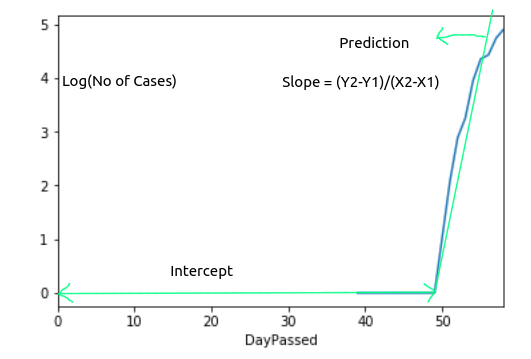 5
Prediction
4
Log(No of Cases)
Slope = (Y2-Y1)/(X2-X1)
3
2
1
Intercept
0
0 10 20 30 40 50
DayPassed